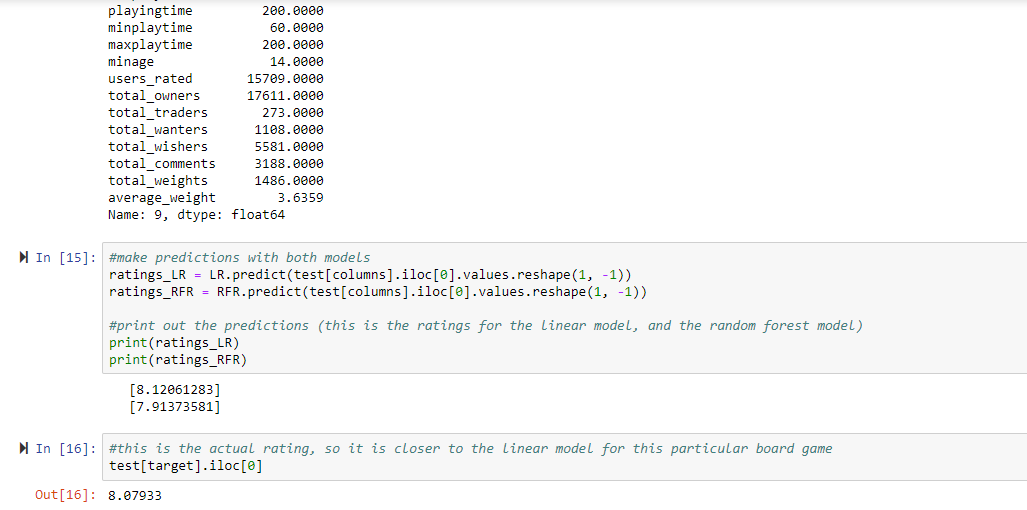 playingtime 200.0000
minplaytime 60.0000
maxplaytime 200.0000
minage 14.0000
users_rated 15709.0000
total_owners 17611.0000
total_traders 273.0000
total_wanters 1108.0000
total_wishers 5581.0000
total_comments 3188.0000
total_weights 1486.0000
average_weight 3.6359
Name: 9, dtype: float64
In [15]: #make predictions with both models
ratings_LR = LR.predict(test[columns].iloc[0].values.reshape(1, -1))
ratings_RFR = RFR.predict(test[columns].iloc[0].values.reshape(1, -1))
#print out the predictions (this is the ratings for the linear model, and the random forest model)
print(ratings_LR)
print(ratings_RFR)
[8.12061283]
[7.91373581]
In [16]: #this is the actual rating, so it is closer to the linear model for this particular board game
test[target].iloc[0]
Out[16]: 8.07933